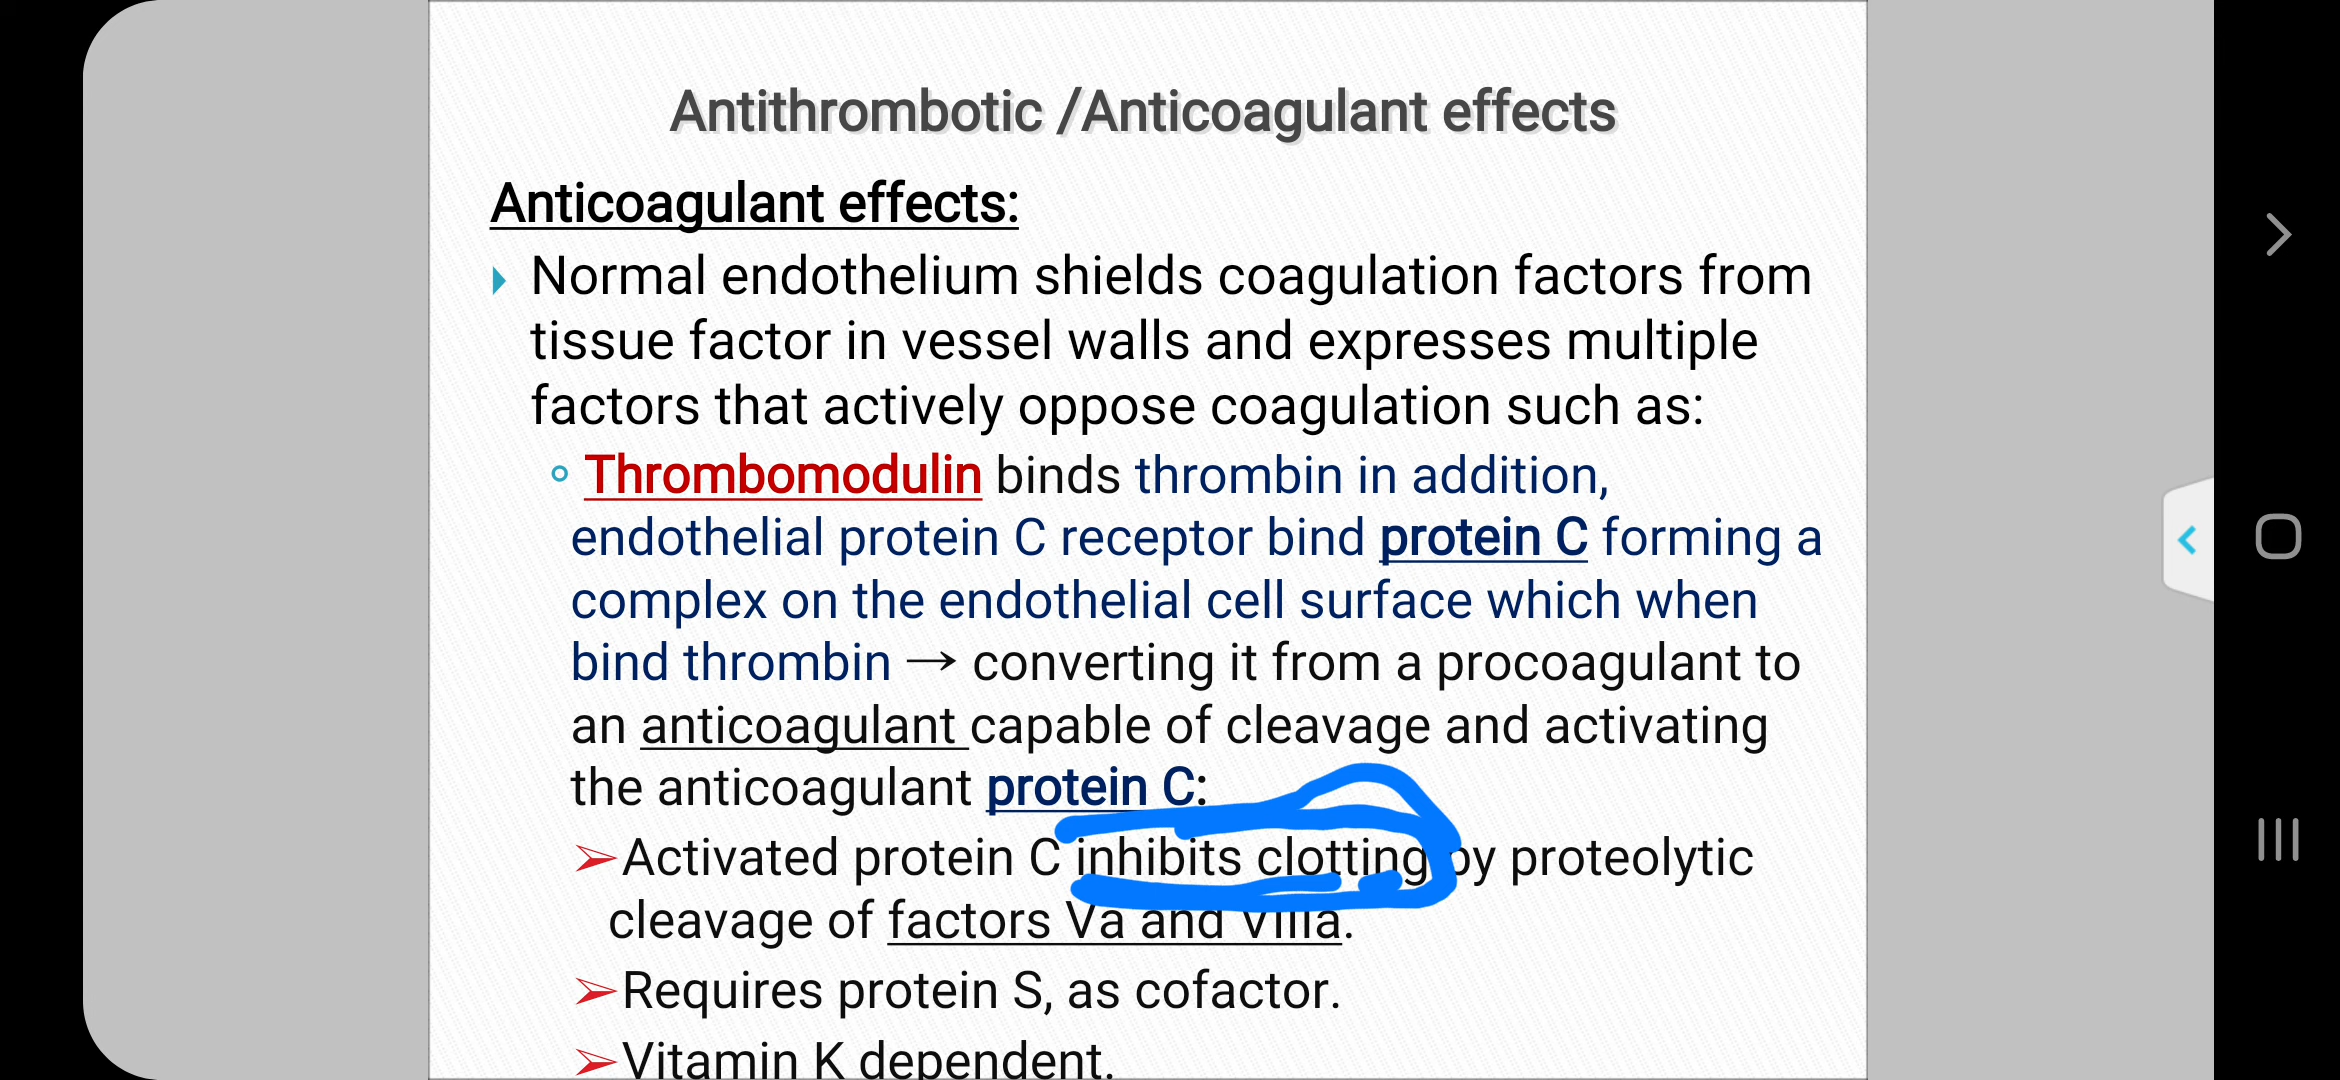 Antithrombotic /Anticoagulant effects
Anticoagulant effects:
Normal endothelium shields coagulation factors from
tissue factor in vessel walls and expresses multiple
factors that actively oppose coagulation such as:
Thrombomodulin binds thrombin in addition,
endothelial protein C receptor bind protein C forming a
complex on the endothelial cell surface which when
bind thrombin → converting it from a procoagulant to
an anticoagulant capable of cleavage and activating
the anticoagulant protein C:
➢Activated protein C inhibits clotting by proteolytic
cleavage of factors Va and VIIIa.
➢Requires protein S, as cofactor.
➢Vitamin K dependent.